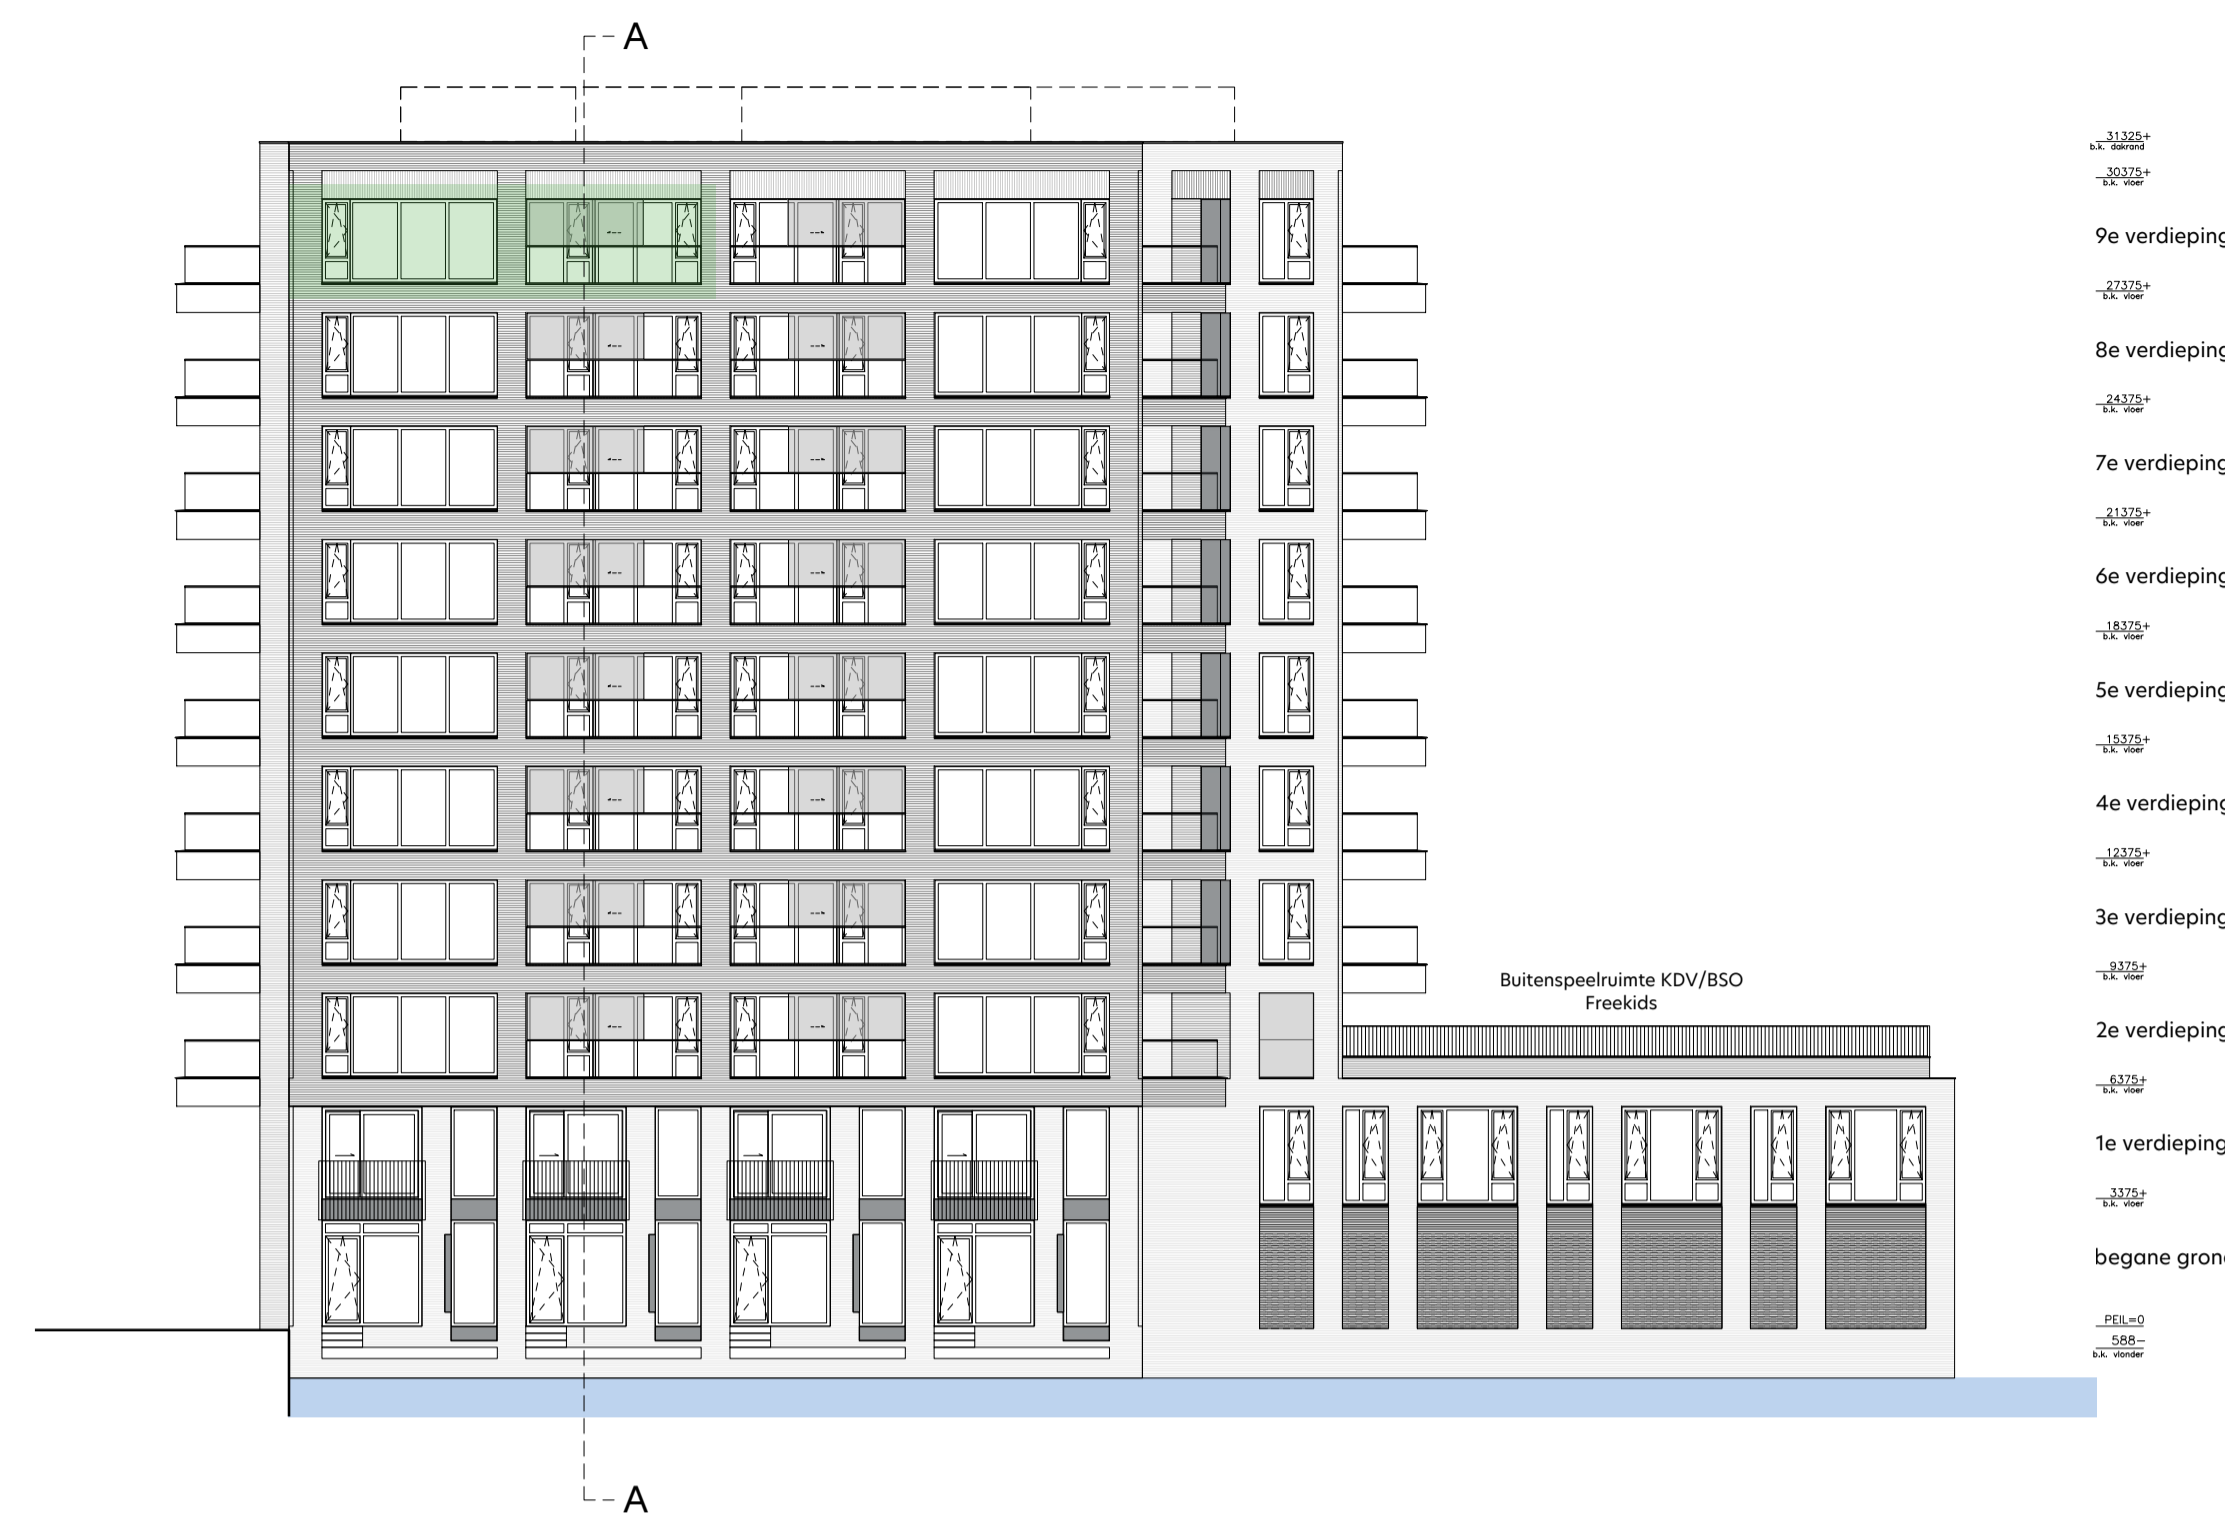 A
31325+
b.k. dakrand
30375+
b.k. vloer
9e verdieping
27375+
b.k. vloer
8e verdieping
24375+
b.k. vloer
7e verdieping
21375+
b.k. vloer
6e verdieping
18375+
b.k. vloer
5e verdieping
15375+
b.k. vloer
4e verdieping
12375+
b.k. vloer
3e verdieping
9375+
b.k. vloer
Buitenspeelruimte KDV/BSO
Freekids
2e verdieping
6375+
b.k. vloer
1e verdieping
3375+
b.k. vloer
begane gron
PEIL=0
588-
b.k. vlonder
A